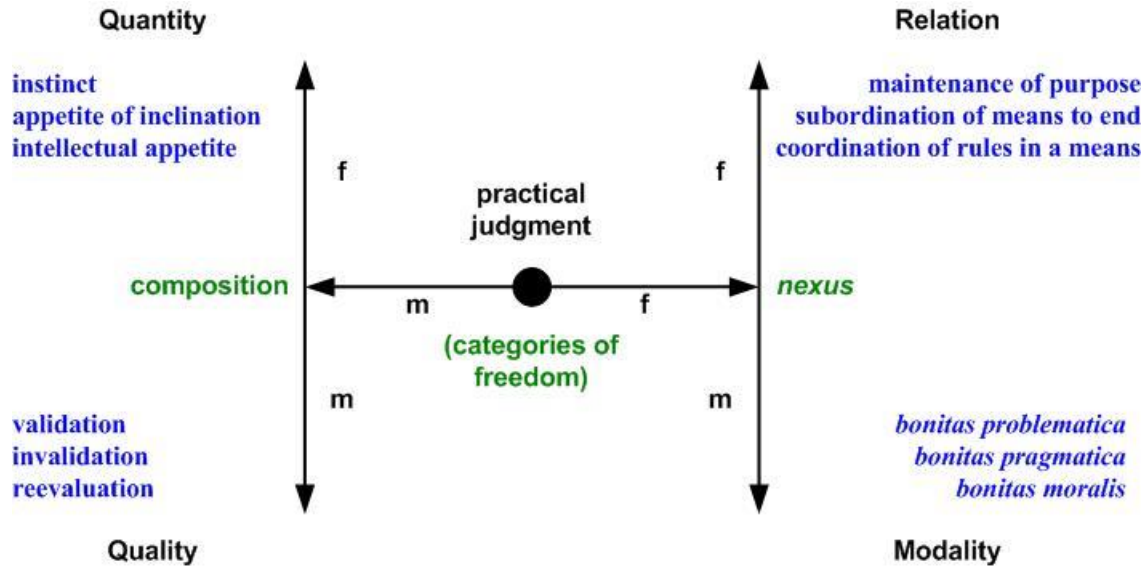 Quantity
Relation
instinct
appetite of inclination
intellectual appetite
maintenance of purpose
subordination of means to end
coordination of rules in a means
f
f
practical
judgment
composition
nexus
m
f
(categories of
freedom)
m
m
validation
invalidation
reevaluation
bonitas problematica
bonitas pragmatica
bonitas moralis
Quality
Modality